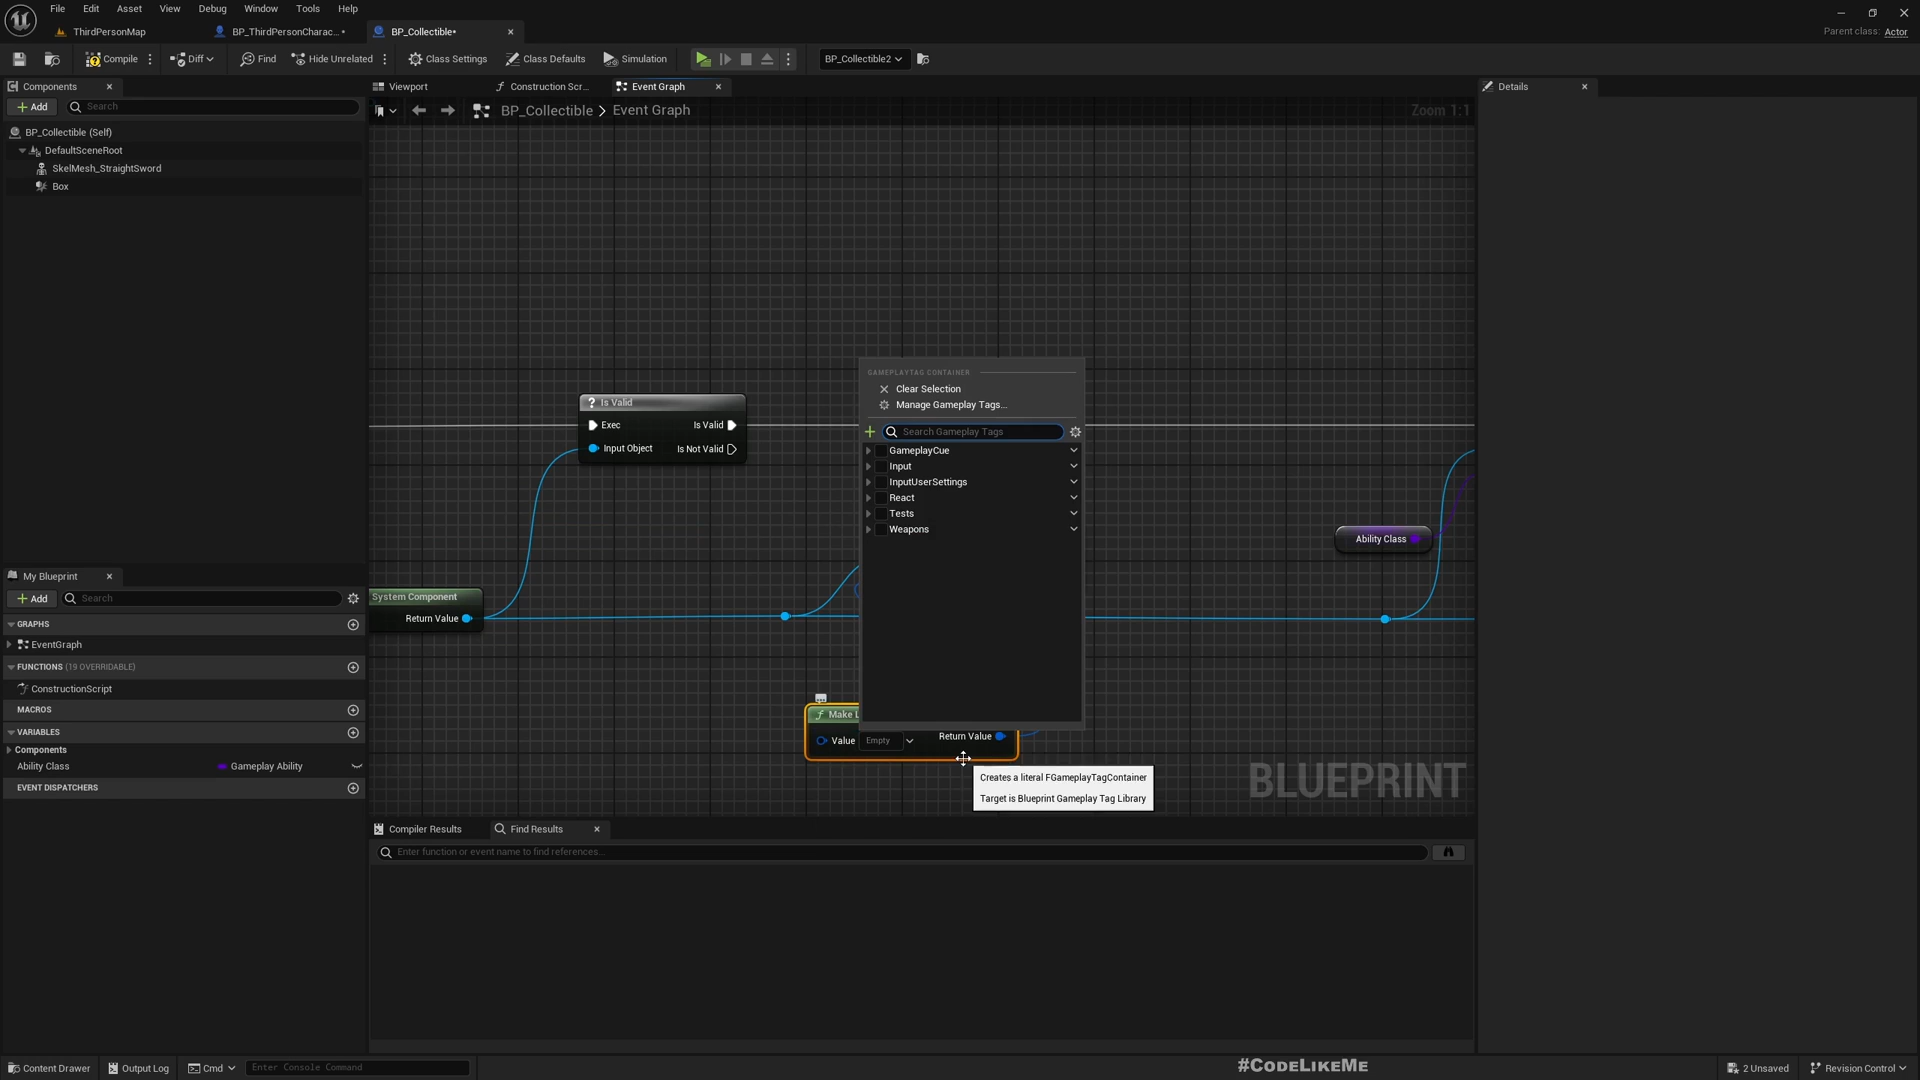 File Edit Asset View Debug Window Tools Help
ThirdPersonMap BP_ThirdPersonCharac...* BP_Collectible*
Parent class: Actor
Compile Diff Find Hide Unrelated Class Settings Class Defaults Simulation BP_Collectible2
Components Viewport Construction Scr... Event Graph Details
Add Search
BP_Collectible > Event Graph Zoom 1:1
BP_Collectible (Self)
DefaultSceneRoot
SkelMesh_StraightSword
Box
GAMEPLAYTAG CONTAINER
Clear Selection
Manage Gameplay Tags...
Search Gameplay Tags
GameplayCue
Input
InputUserSettings
React
Tests
Weapons
? Is Valid
Exec Is Valid
Input Object Is Not Valid
Ability Class
System Component
Return Value
f Make L
Value Empty Return Value
Creates a literal FGameplayTagContainer
Target is Blueprint Gameplay Tag Library
BLUEPRINT
My Blueprint
Add Search
GRAPHS
EventGraph
FUNCTIONS (19 OVERRIDABLE)
ConstructionScript
MACROS
VARIABLES
Components
Ability Class Gameplay Ability
EVENT DISPATCHERS
Compiler Results Find Results
Enter function or event name to find references...
Content Drawer Output Log Cmd Enter Console Command #CodeLikeMe 2 Unsaved Revision Control